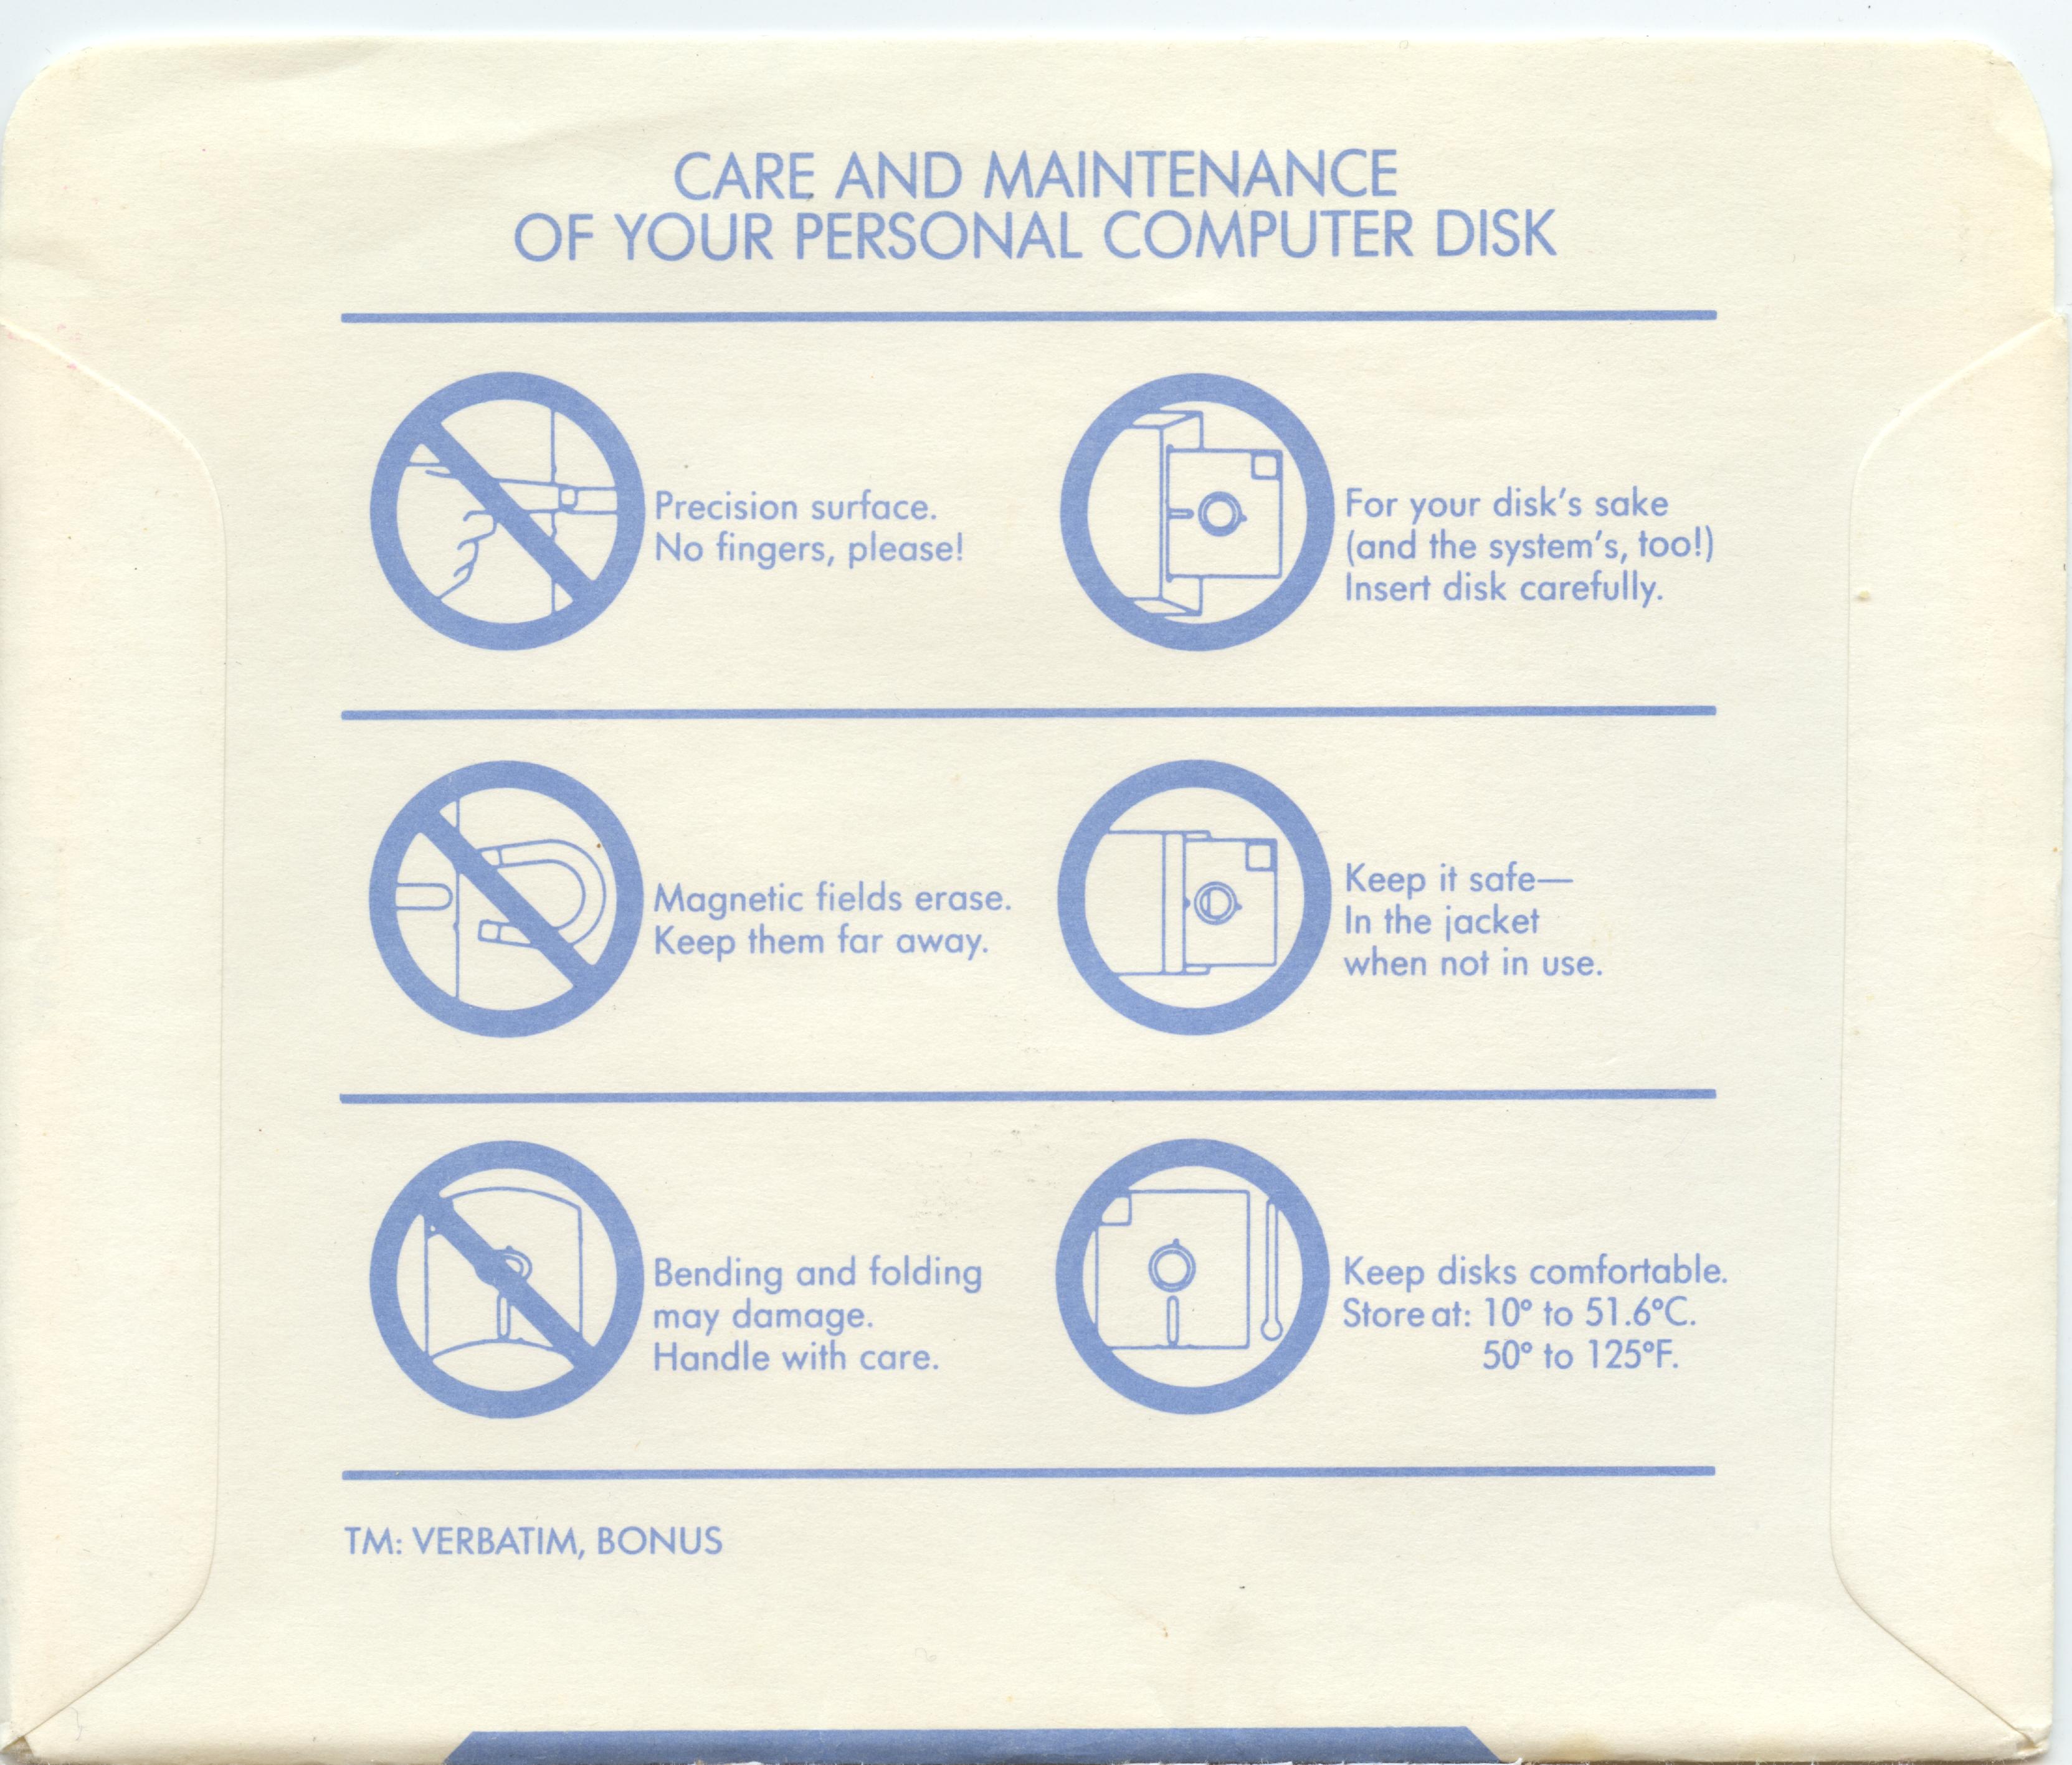 CARE AND MAINTENANCE
OF YOUR PERSONAL COMPUTER DISK
Precision surface.
No fingers, please!
For your disk's sake
(and the system's, too!)
Insert disk carefully.
Magnetic fields erase.
Keep them far away.
Keep it safe—
In the jacket
when not in use.
Bending and folding
may damage.
Handle with care.
Keep disks comfortable.
Store at: 10° to 51.6°C.
50° to 125°F.
TM: VERBATIM, BONUS